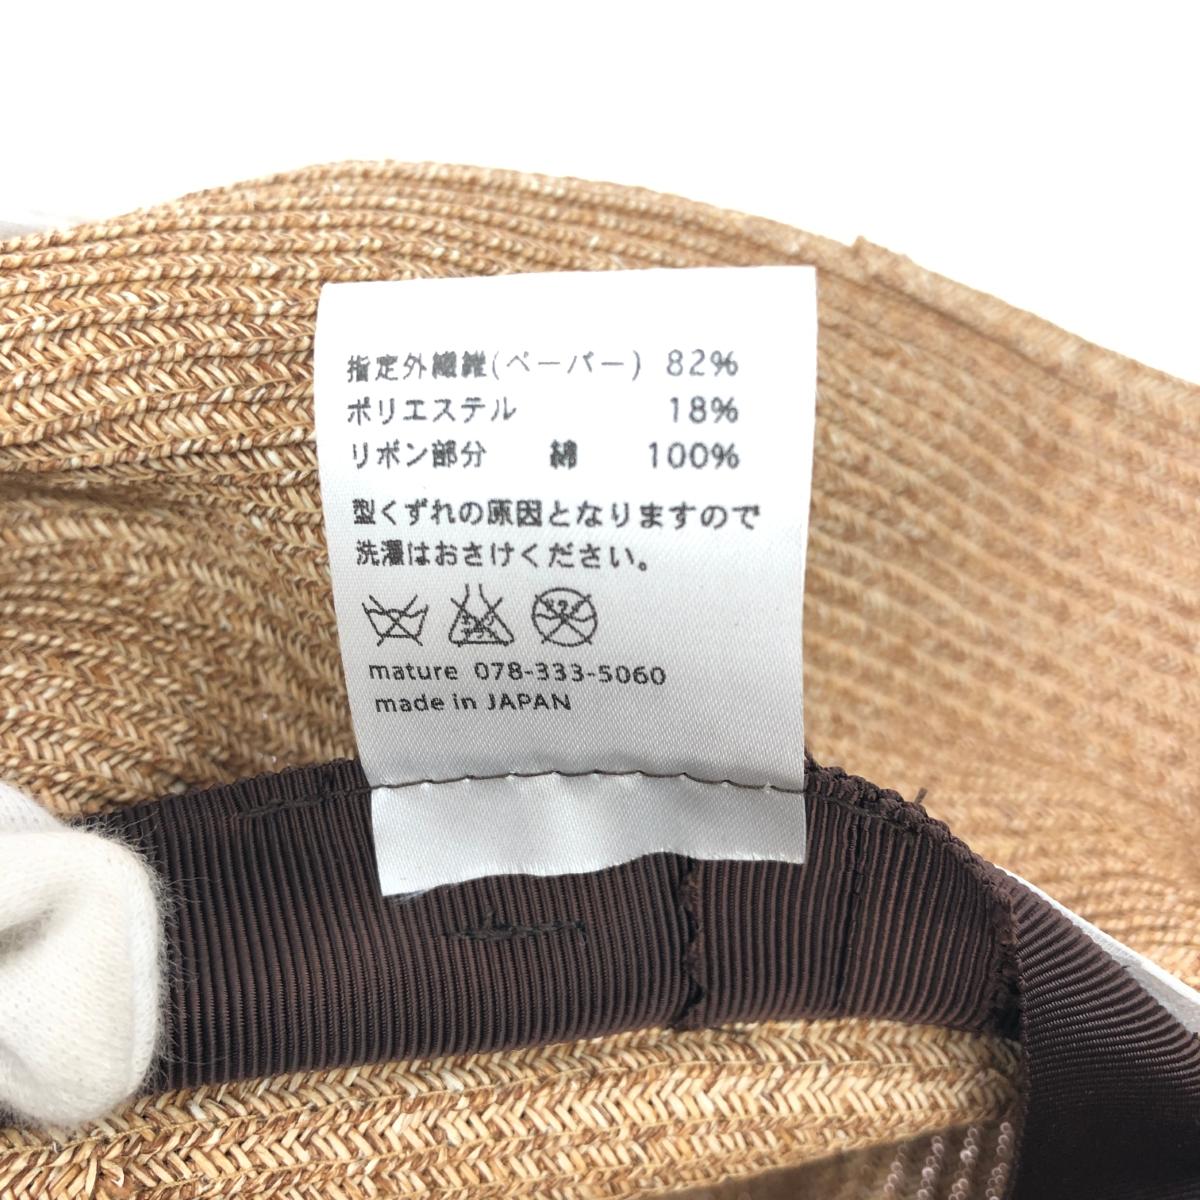 指定外繊維(ペーパー) 82%
ポリエステル 18%
リボン部分 綿 100%
型くずれの原因となりますので
洗濯はおさけください。
mature 078-333-5060
made in JAPAN